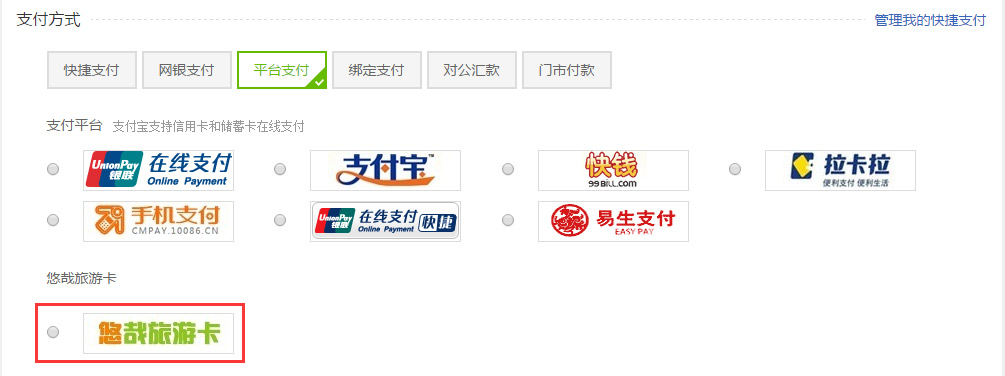 支付方式 管理我的快捷支付
快捷支付 网银支付 平台支付 绑定支付 对公汇款 门市付款
支付平台 支付宝支持信用卡和储蓄卡在线支付
UnionPay 银联 在线支付 Online Payment 支付宝™ 快钱 99BILL.COM 拉卡拉 便利支付 便利生活
手机支付 CMPAY.10086.CN UnionPay 银联 在线支付 Online Payment 快捷 易生支付 EASY PAY
悠哉旅游卡
悠哉旅游卡